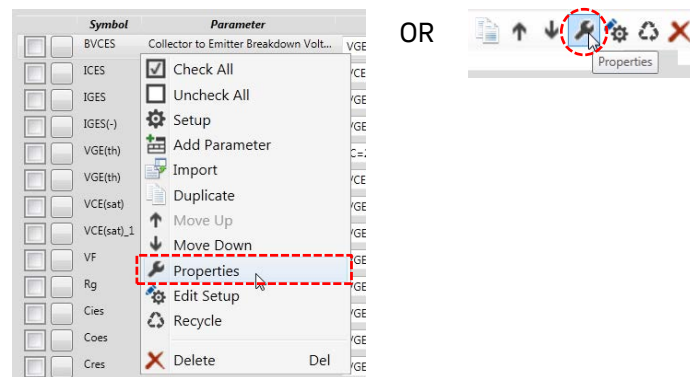 Symbol Parameter
BVCES Collector to Emitter Breakdown Volt... VGE
ICES
IGES
IGES(-)
VGE(th)
VGE(th)
VCE(sat)
VCE(sat)_1
VF
Rg
Cies
Coes
Cres
Check All
Uncheck All
Setup
Add Parameter
Import
Duplicate
Move Up
Move Down
Properties
Edit Setup
Recycle
Delete Del
OR
Properties